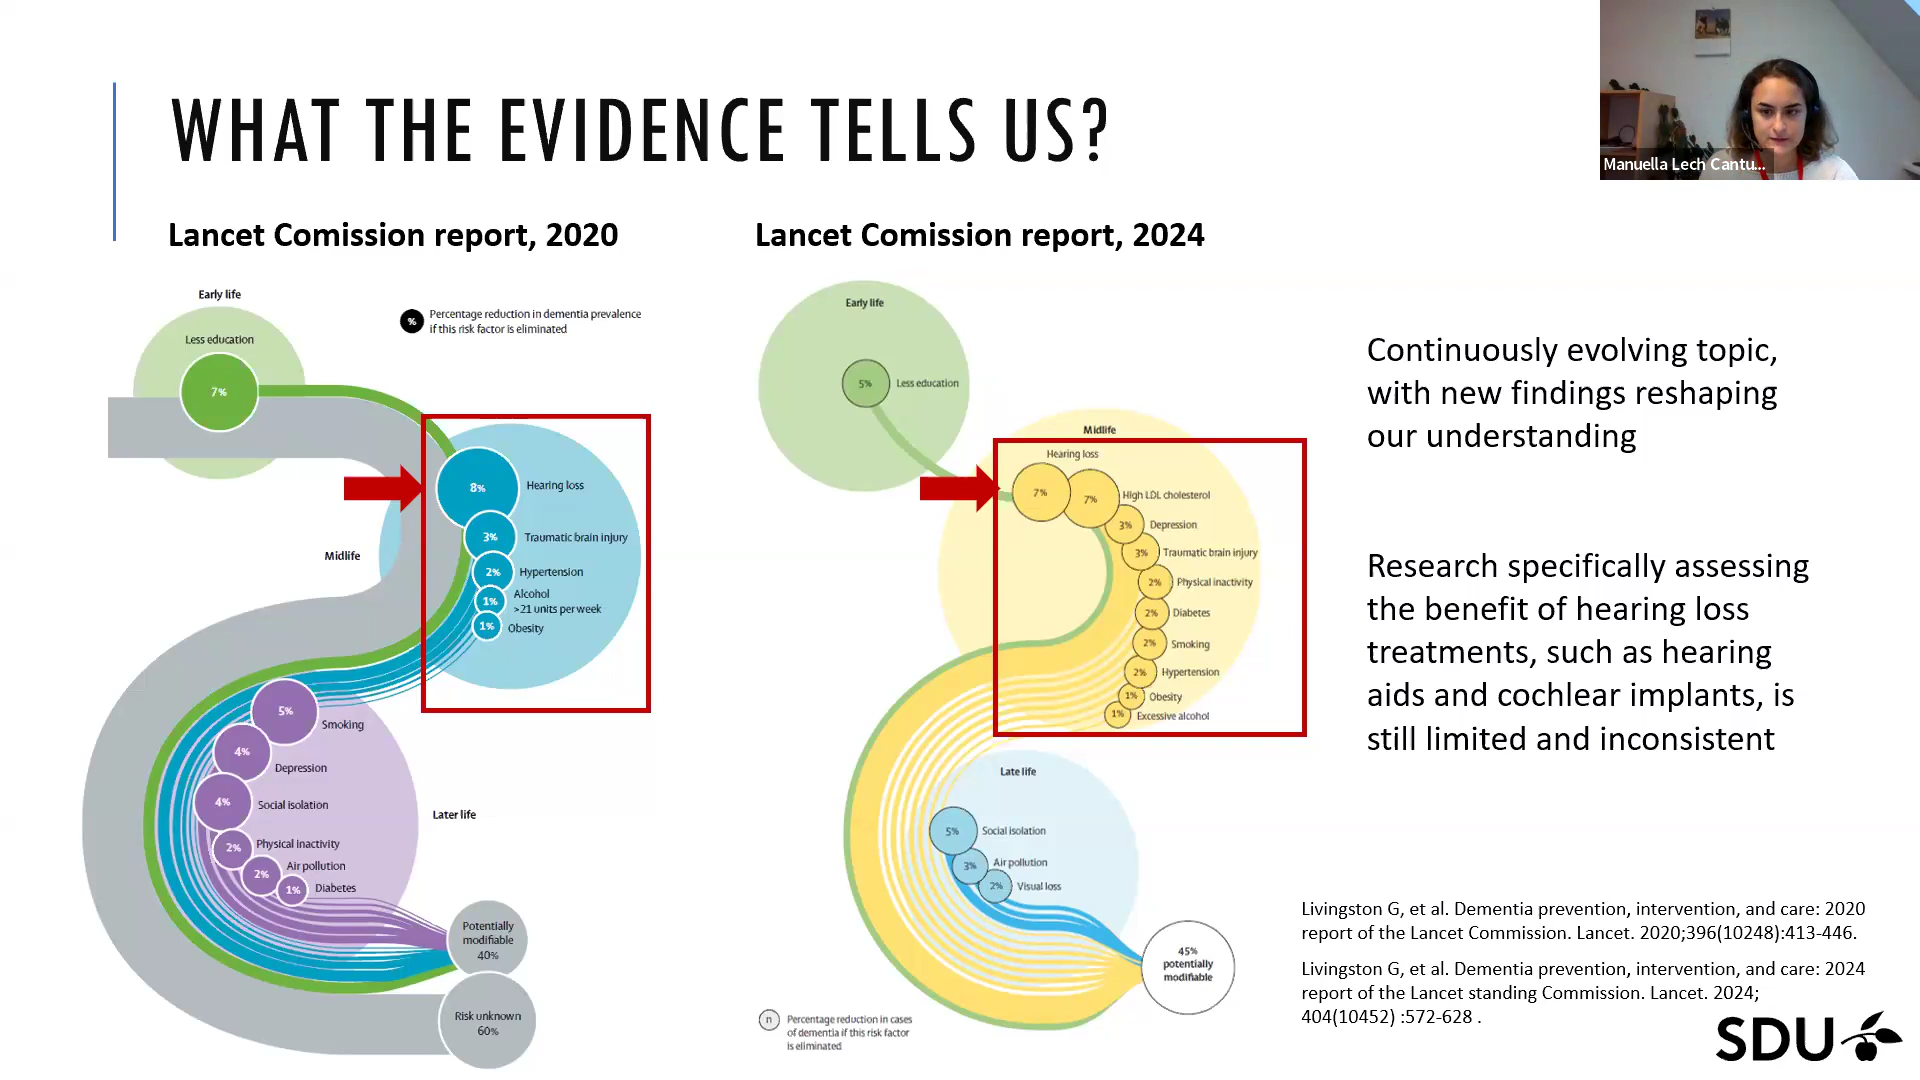 WHAT THE EVIDENCE TELLS US?
Manuella Lech Cantu...
Lancet Comission report, 2020
Early life
Less education
7%
%
Percentage reduction in dementia prevalence
if this risk factor is eliminated
Midlife
8%
Hearing loss
3%
Traumatic brain injury
2%
Hypertension
1%
Alcohol
>21 units per week
1%
Obesity
5%
Smoking
4%
Depression
4%
Social isolation
Later life
2%
Physical inactivity
2%
Air pollution
1%
Diabetes
Potentially
modifiable
40%
Risk unknown
60%
Lancet Comission report, 2024
Early life
5%
Less education
Midlife
Hearing loss
7%
7%
High LDL cholesterol
3%
Depression
3%
Traumatic brain injury
2%
Physical inactivity
2%
Diabetes
2%
Smoking
2%
Hypertension
1%
Obesity
1%
Excessive alcohol
Late life
5%
Social isolation
3%
Air pollution
2%
Visual loss
45%
potentially
modifiable
n
Percentage reduction in cases
of dementia if this risk factor
is eliminated
Continuously evolving topic,
with new findings reshaping
our understanding
Research specifically assessing
the benefit of hearing loss
treatments, such as hearing
aids and cochlear implants, is
still limited and inconsistent
Livingston G, et al. Dementia prevention, intervention, and care: 2020
report of the Lancet Commission. Lancet. 2020;396(10248):413-446.
Livingston G, et al. Dementia prevention, intervention, and care: 2024
report of the Lancet standing Commission. Lancet. 2024;
404(10452) :572-628 .
SDU